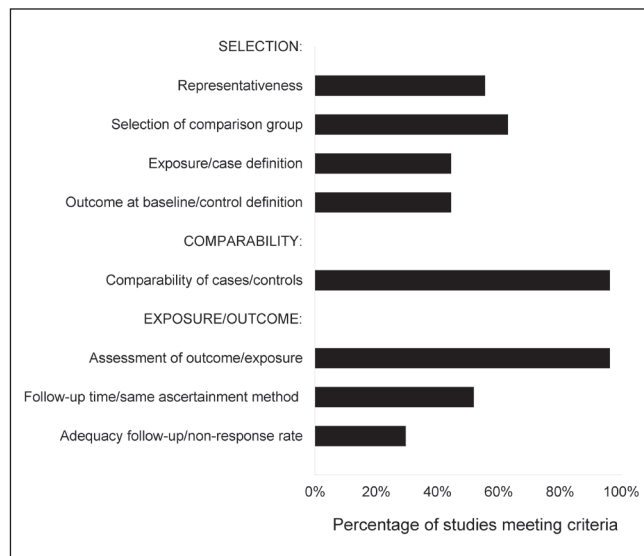 SELECTION:
Representativeness
Selection of comparison group
Exposure/case definition
Outcome at baseline/control definition
COMPARABILITY:
Comparability of cases/controls
EXPOSURE/OUTCOME:
Assessment of outcome/exposure
Follow-up time/same ascertainment method
Adequacy follow-up/non-response rate
0% 20% 40% 60% 80% 100%
Percentage of studies meeting criteria